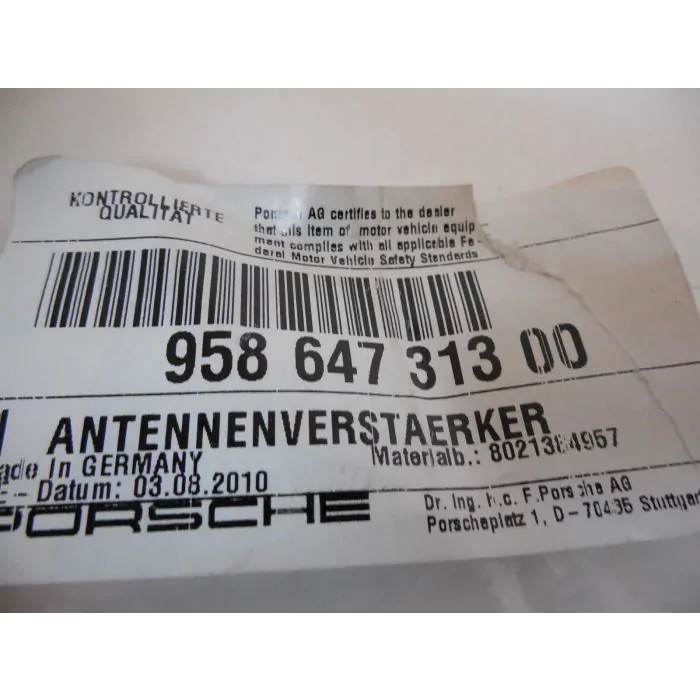 KONTROLLIERTE
QUALITÄT
AG certifies to the dealer
that this item of motor vehicle equip
ment complies with all applicable Fe-
deral Motor Vehicle Safety Standards
958 647 313 00
ANTENNENVERSTAERKER
ade in GERMANY
Materialb.: 8021384957
Datum: 03.08.2010
PORSCHE
Dr. Ing. h.c. F.Porsche AG
Porscheplatz 1, D-70435 Stuttgar